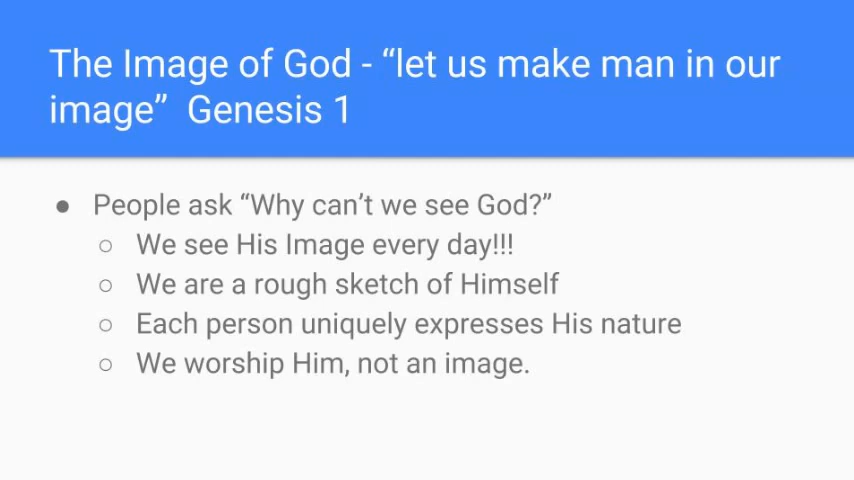 The Image of God - “let us make man in our
image”  Genesis 1
● People ask “Why can’t we see God?”
○ We see His Image every day!!!
○ We are a rough sketch of Himself
○ Each person uniquely expresses His nature
○ We worship Him, not an image.